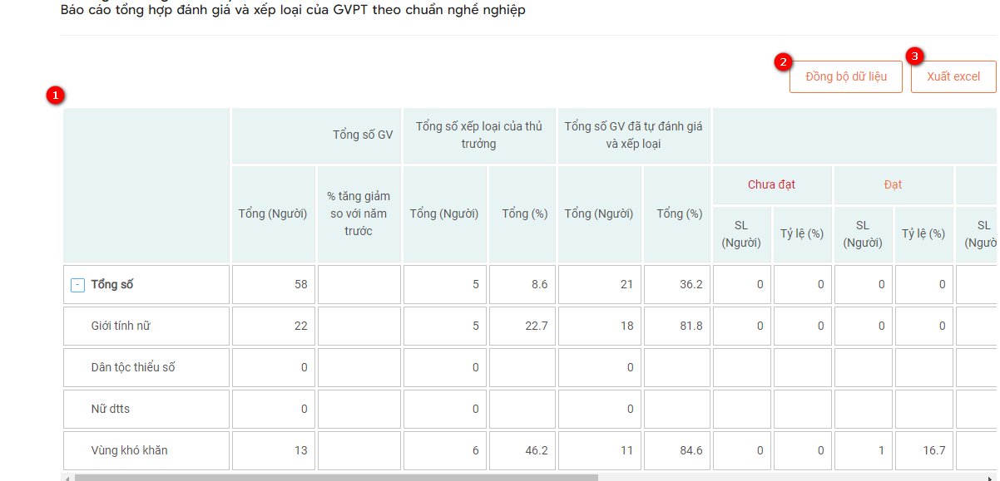 Báo cáo tổng hợp đánh giá và xếp loại của GVPT theo chuẩn nghề nghiệp
2
3
Đồng bộ dữ liệu
Xuất excel
1
Tổng số GV
Tổng số xếp loại của thủ
trưởng
Tổng số GV đã tự đánh giá
và xếp loại
Tổng (Người)
% tăng giảm
so với năm
trước
Tổng (Người)
Tổng (%)
Tổng (Người)
Tổng (%)
Chưa đạt
Đạt
SL
(Người)
Tỷ lệ (%)
SL
(Người)
Tỷ lệ (%)
SL
- Tổng số 58 5 8.6 21 36.2 0 0 0 0
Giới tính nữ 22 5 22.7 18 81.8 0 0 0 0
Dân tộc thiểu số 0 0 0
Nữ dtts 0 0 0
Vùng khó khăn 13 6 46.2 11 84.6 0 0 1 16.7